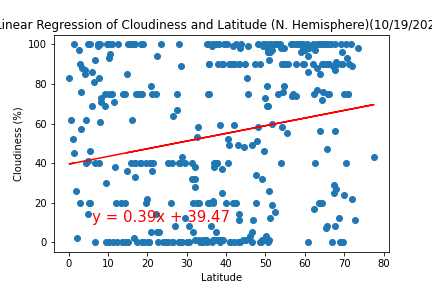 Linear Regression of Cloudiness and Latitude (N. Hemisphere)(10/19/202
100
80
60
40
20
0
Cloudiness (%)
y = 0.39x + 39.47
0 10 20 30 40 50 60 70 80
Latitude